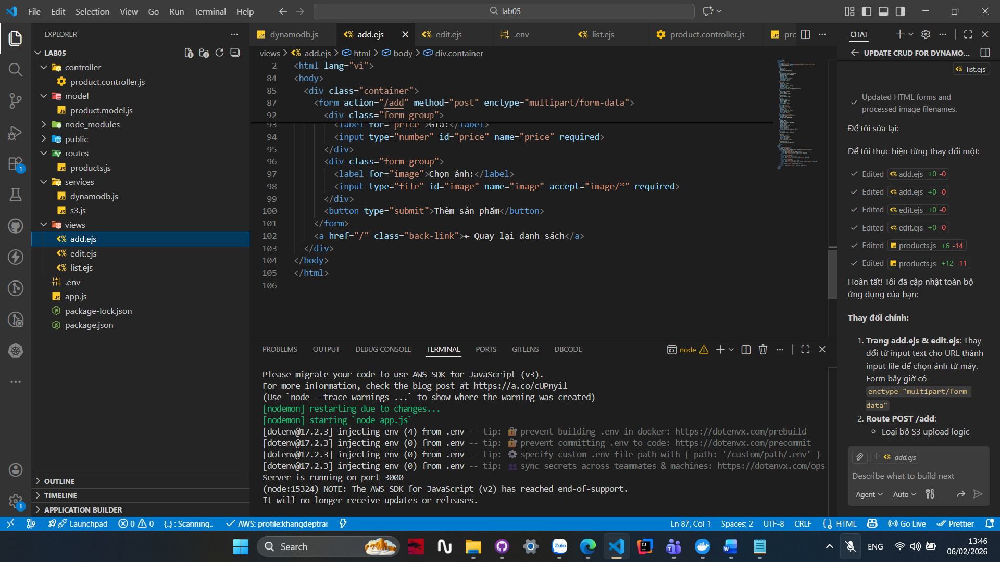 File Edit Selection View Go Run Terminal Help
lab05
EXPLORER
LAB05
controller
product.controller.js
model
product.model.js
node_modules
public
routes
products.js
services
dynamodb.js
s3.js
views
add.ejs
edit.ejs
list.ejs
.env
app.js
package-lock.json
package.json
OUTLINE
TIMELINE
APPLICATION BUILDER
1
1
dynamodb.js
add.ejs
edit.ejs
.env
list.ejs
product.controller.js
pro
views > add.ejs > html > body > div.container
2 <html lang="vi">
84 <body>
85 <div class="container">
87 <form action="/add" method="post" enctype="multipart/form-data">
92 <div class="form-group">
93 <label for="price">Giá:</label>
94 <input type="number" id="price" name="price" required>
95 </div>
96 <div class="form-group">
97 <label for="image">Chọn ảnh:</label>
98 <input type="file" id="image" name="image" accept="image/*" required>
99 </div>
100 <button type="submit">Thêm sản phẩm</button>
101 </form>
102 <a href="/" class="back-link">← Quay lại danh sách</a>
103 </div>
104 </body>
105 </html>
106
PROBLEMS OUTPUT DEBUG CONSOLE TERMINAL PORTS GITLENS DBCODE
node
Please migrate your code to use AWS SDK for JavaScript (v3).
For more information, check the blog post at https://a.co/cUPnyil
(Use `node --trace-warnings ...` to show where the warning was created)
[nodemon] restarting due to changes...
[nodemon] starting `node app.js`
[dotenv@17.2.3] injecting env (4) from .env -- tip: 🔐 prevent building .env in docker: https://dotenvx.com/prebuild
[dotenv@17.2.3] injecting env (0) from .env -- tip: 🔐 prevent committing .env to code: https://dotenvx.com/precommit
[dotenv@17.2.3] injecting env (0) from .env -- tip: ⚙️ specify custom .env file path with { path: '/custom/path/.env' }
[dotenv@17.2.3] injecting env (0) from .env -- tip: 👥 sync secrets across teammates & machines: https://dotenvx.com/ops
Server is running on port 3000
(node:15324) NOTE: The AWS SDK for JavaScript (v2) has reached end-of-support.
It will no longer receive updates or releases.
CHAT
UPDATE CRUD FOR DYNAMO...
list.ejs
Updated HTML forms and
processed image filenames.
Để tôi sửa lại:
Để tôi thực hiện từng thay đổi một:
Edited add.ejs +0 -0
Edited add.ejs +0 -0
Edited edit.ejs +0 -0
Edited edit.ejs +0 -0
Edited products.js +6 -14
Edited products.js +12 -11
Hoàn tất! Tôi đã cập nhật toàn bộ
ứng dụng của bạn:
Thay đổi chính:
1. Trang add.ejs & edit.ejs: Thay
đổi từ input text cho URL thành
input file để chọn ảnh từ máy.
Form bây giờ có
enctype="multipart/form-
data"
2. Route POST /add:
Loại bỏ S3 upload logic
add.ejs
Describe what to build next
Agent Auto
Launchpad 0 0 {..} : Scanning.. AWS: profile:khangdeptrai
Ln 87, Col 1 Spaces: 2 UTF-8 CRLF HTML Go Live Prettier
Search
Zalo
ENG
13:46
06/02/2026